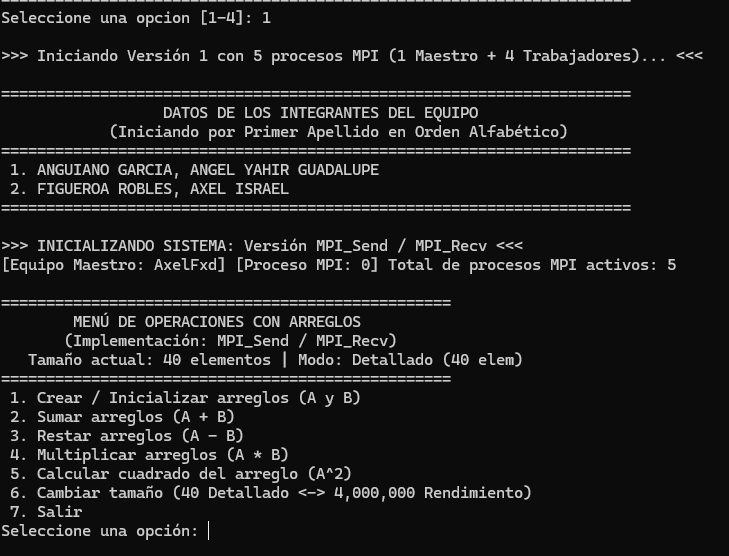 ======================================================================
Seleccione una opcion [1-4]: 1
>>> Iniciando Versión 1 con 5 procesos MPI (1 Maestro + 4 Trabajadores)... <<<
======================================================================
DATOS DE LOS INTEGRANTES DEL EQUIPO
(Iniciando por Primer Apellido en Orden Alfabético)
======================================================================
1. ANGUIANO GARCIA, ANGEL YAHIR GUADALUPE
2. FIGUEROA ROBLES, AXEL ISRAEL
======================================================================
>>> INICIALIZANDO SISTEMA: Versión MPI_Send / MPI_Recv <<<
[Equipo Maestro: AxelFxd] [Proceso MPI: 0] Total de procesos MPI activos: 5
==================================================
MENÚ DE OPERACIONES CON ARREGLOS
(Implementación: MPI_Send / MPI_Recv)
Tamaño actual: 40 elementos | Modo: Detallado (40 elem)
==================================================
1. Crear / Inicializar arreglos (A y B)
2. Sumar arreglos (A + B)
3. Restar arreglos (A - B)
4. Multiplicar arreglos (A * B)
5. Calcular cuadrado del arreglo (A^2)
6. Cambiar tamaño (40 Detallado <-> 4,000,000 Rendimiento)
7. Salir
Seleccione una opción: